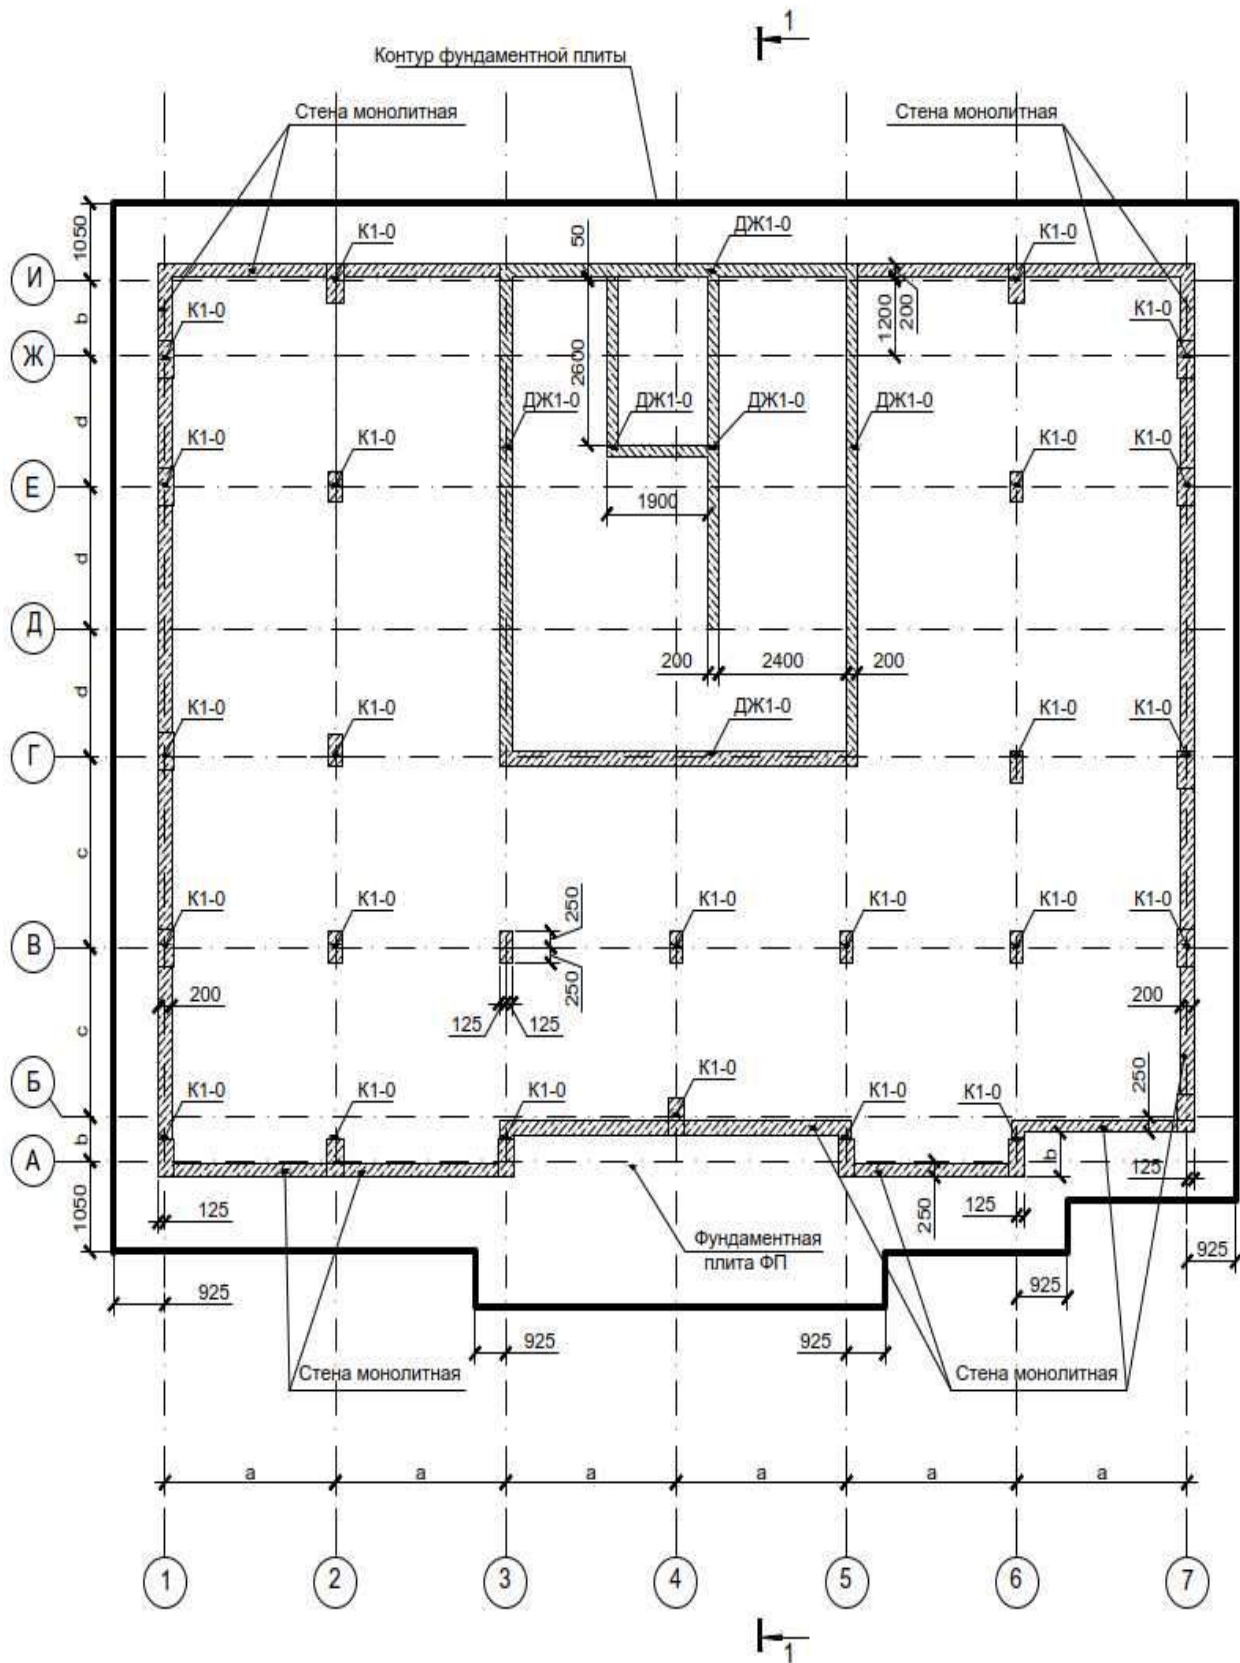 1
Контур фундаментной плиты
Стена монолитная
Стена монолитная
1050
50
К1-0
ДЖ1-0
К1-0
И
b
К1-0
1200
200
К1-0
Ж
2600
d
ДЖ1-0
ДЖ1-0
ДЖ1-0
ДЖ1-0
К1-0
К1-0
К1-0
К1-0
Е
1900
d
Д
200
2400
200
d
К1-0
К1-0
ДЖ1-0
К1-0
К1-0
Г
c
К1-0
К1-0
250
К1-0
К1-0
К1-0
К1-0
В
250
200
200
125
125
c
Б
К1-0
К1-0
К1-0
К1-0
К1-0
К1-0
250
b
А
b
125
1050
125
250
125
Фундаментная
плита ФП
925
925
925
925
925
Стена монолитная
Стена монолитная
a
a
a
a
a
a
1
2
3
4
5
6
7
1